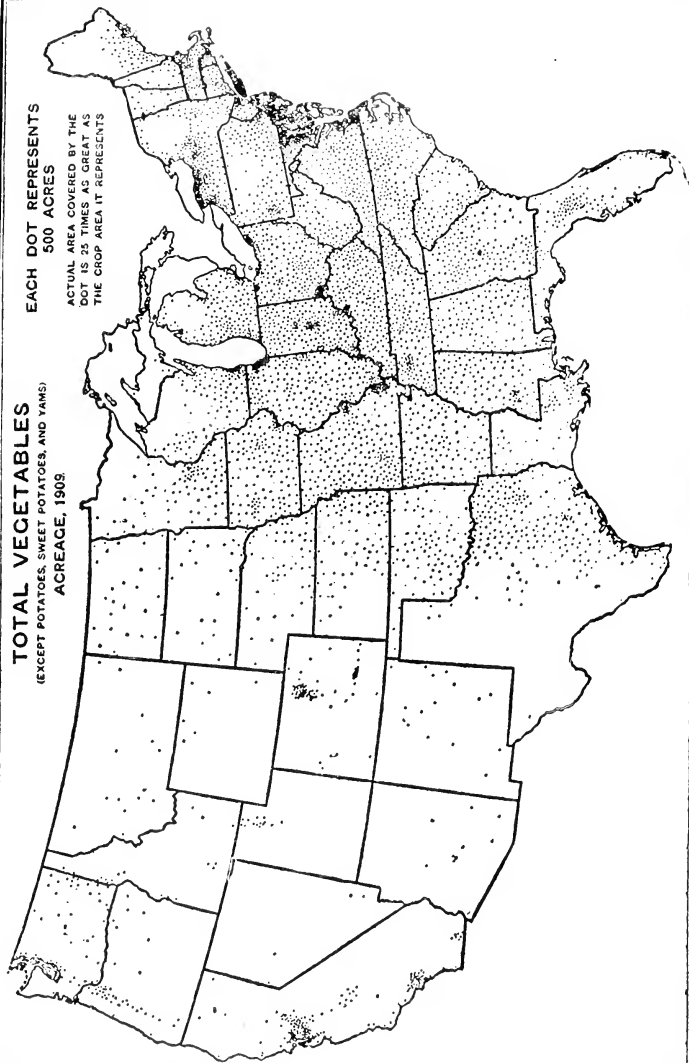 TOTAL VEGETABLES
(EXCEPT POTATOES, SWEET POTATOES, AND YAMS)
ACREAGE, 1909.
EACH DOT REPRESENTS
500 ACRES
ACTUAL AREA COVERED BY THE
DOT IS 25 TIMES AS GREAT AS
THE CROP AREA IT REPRESENTS